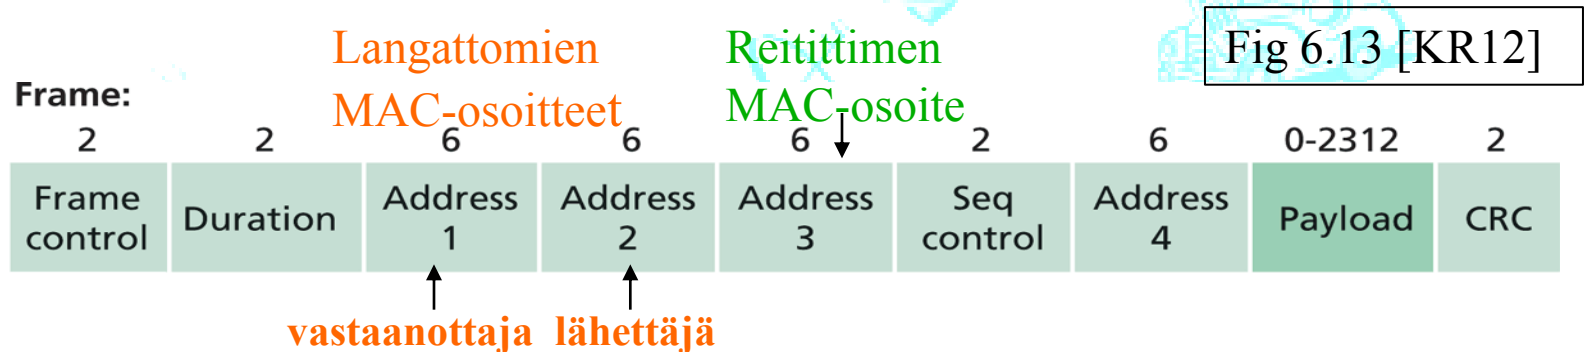 Langattomien
MAC-osoitteet
Reitittimen
MAC-osoite
Fig 6.13 [KR12]
Frame:
2 2 6 6 6 2 6 0-2312 2
Frame control
Duration
Address 1
Address 2
Address 3
Seq control
Address 4
Payload
CRC
vastaanottaja lähettäjä